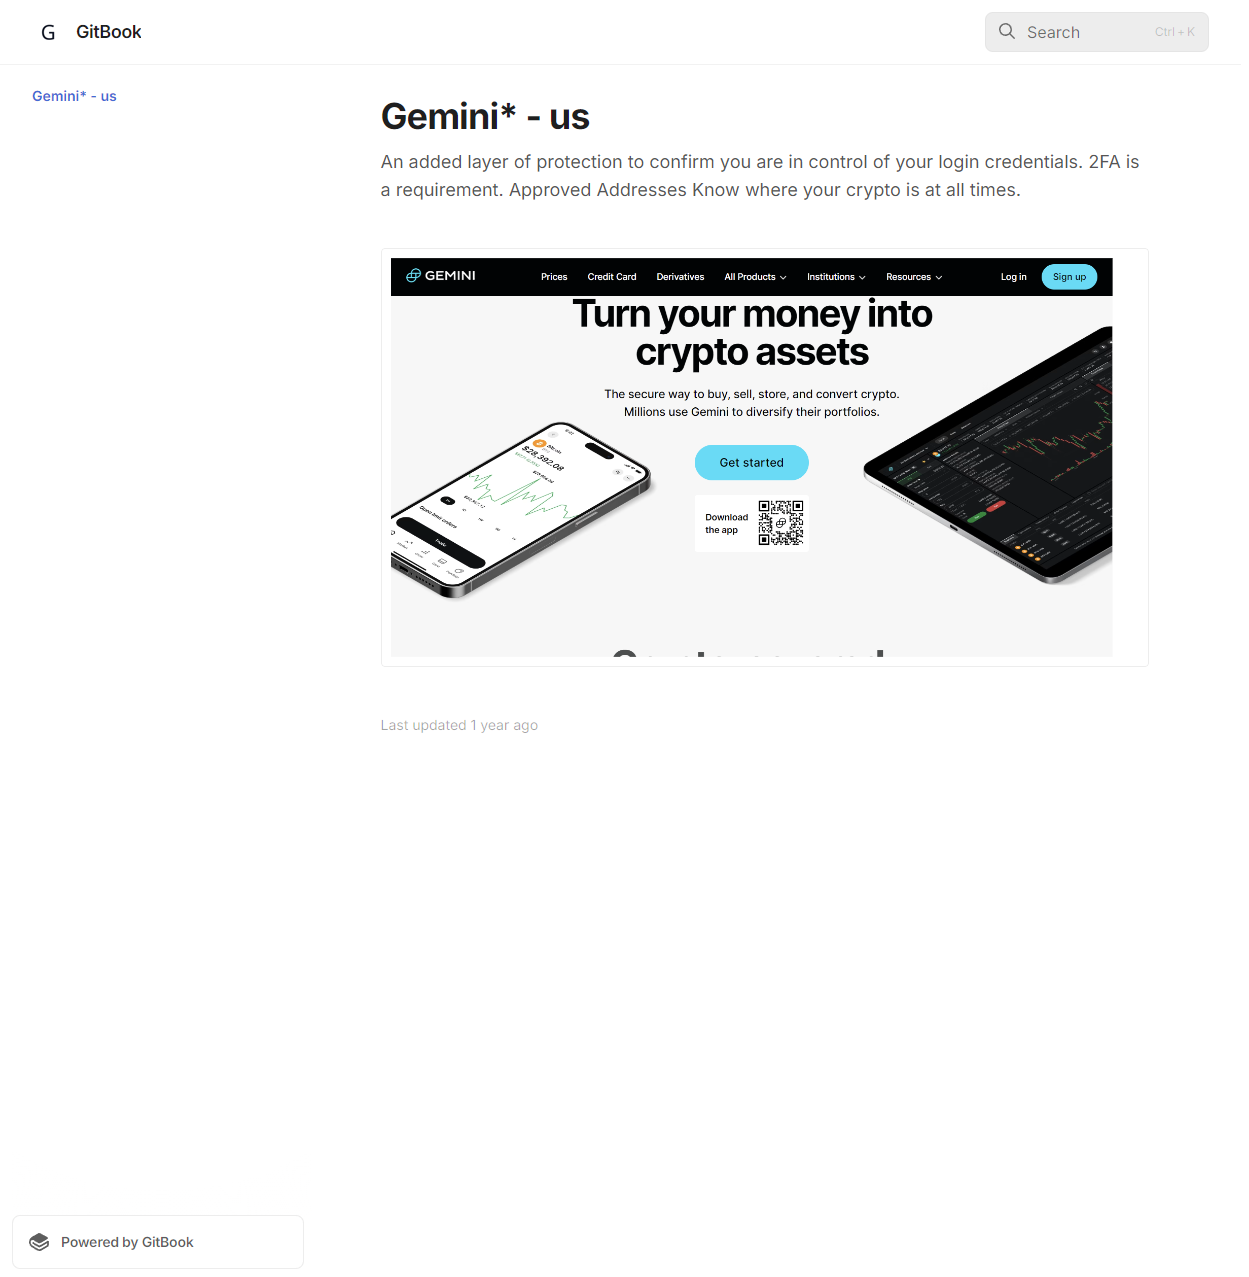 G GitBook
Search Ctrl + K
Gemini* - us
Gemini* - us
An added layer of protection to confirm you are in control of your login credentials. 2FA is
a requirement. Approved Addresses Know where your crypto is at all times.
GEMINI Prices Credit Card Derivatives All Products Institutions Resources Log in Sign up
Turn your money into
crypto assets
The secure way to buy, sell, store, and convert crypto.
Millions use Gemini to diversify their portfolios.
$28,392.08
Trade
Get started
Download
the app
Last updated 1 year ago
Powered by GitBook